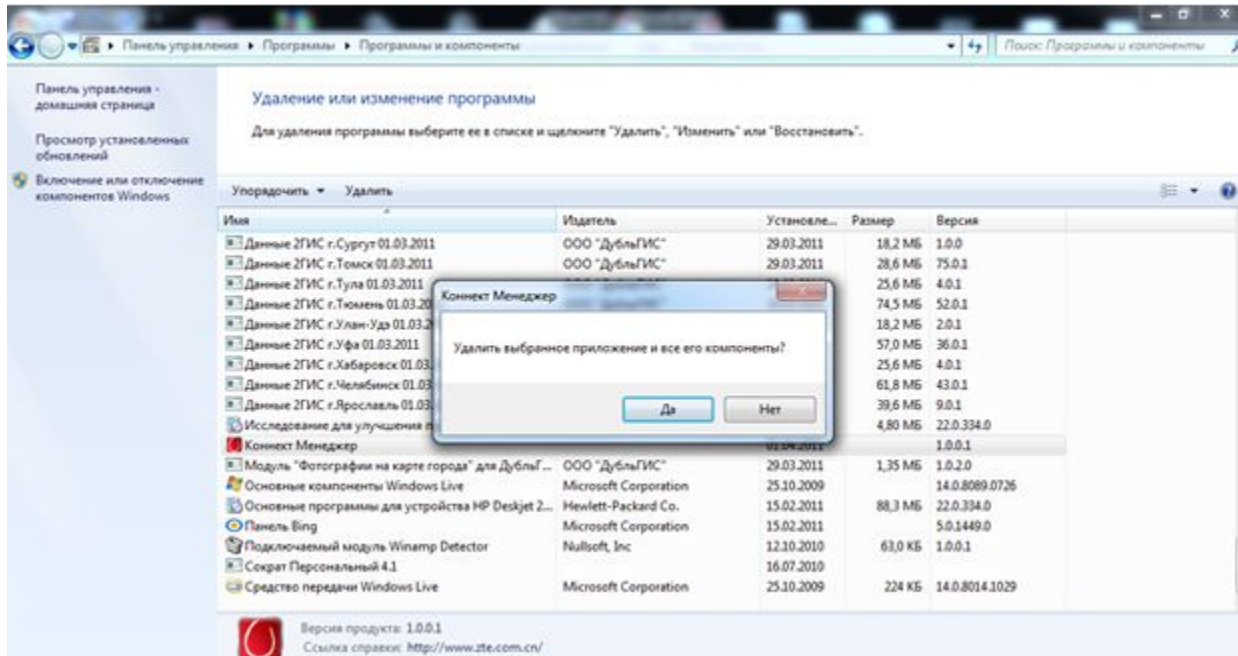 Панель управления ▸ Программы ▸ Программы и компоненты
Поиск: Программы и компоненты
Панель управления - домашняя страница
Просмотр установленных обновлений
Включение или отключение компонентов Windows
Удаление или изменение программы
Для удаления программы выберите ее в списке и щелкните "Удалить", "Изменить" или "Восстановить".
Упорядочить Удалить
Имя Издатель Установле... Размер Версия
Данные 2ГИС г.Сургут 01.03.2011 ООО "ДубльГИС" 29.03.2011 18,2 МБ 1.0.0
Данные 2ГИС г.Томск 01.03.2011 ООО "ДубльГИС" 29.03.2011 28,6 МБ 75.0.1
Данные 2ГИС г.Тула 01.03.2011 25,6 МБ 4.0.1
Данные 2ГИС г.Тюмень 01.03.20 74,5 МБ 52.0.1
Данные 2ГИС г.Улан-Удэ 01.03.2 18,2 МБ 2.0.1
Данные 2ГИС г.Уфа 01.03.2011 57,0 МБ 36.0.1
Данные 2ГИС г.Хабаровск 01.03. 25,6 МБ 4.0.1
Данные 2ГИС г.Челябинск 01.03 61,8 МБ 43.0.1
Данные 2ГИС г.Ярославль 01.03. 39,6 МБ 9.0.1
Исследование для улучшения 4,80 МБ 22.0.334.0
Коннект Менеджер 01.04.2011 1.0.0.1
Модуль "Фотографии на карте города" для ДубльГ... ООО "ДубльГИС" 29.03.2011 1,35 МБ 1.0.2.0
Основные компоненты Windows Live Microsoft Corporation 25.10.2009 14.0.8089.0726
Основные программы для устройства HP Deskjet 2... Hewlett-Packard Co. 15.02.2011 88,3 МБ 22.0.334.0
Панель Bing Microsoft Corporation 15.02.2011 5.0.1449.0
Подключаемый модуль Winamp Detector Nullsoft, Inc 12.10.2010 63,0 КБ 1.0.0.1
Сократ Персональный 4.1 16.07.2010
Средство передачи Windows Live Microsoft Corporation 25.10.2009 224 КБ 14.0.8014.1029
Коннект Менеджер
Удалить выбранное приложение и все его компоненты?
Да Нет
Версия продукта: 1.0.0.1
Ссылка справки: http://www.zte.com.cn/